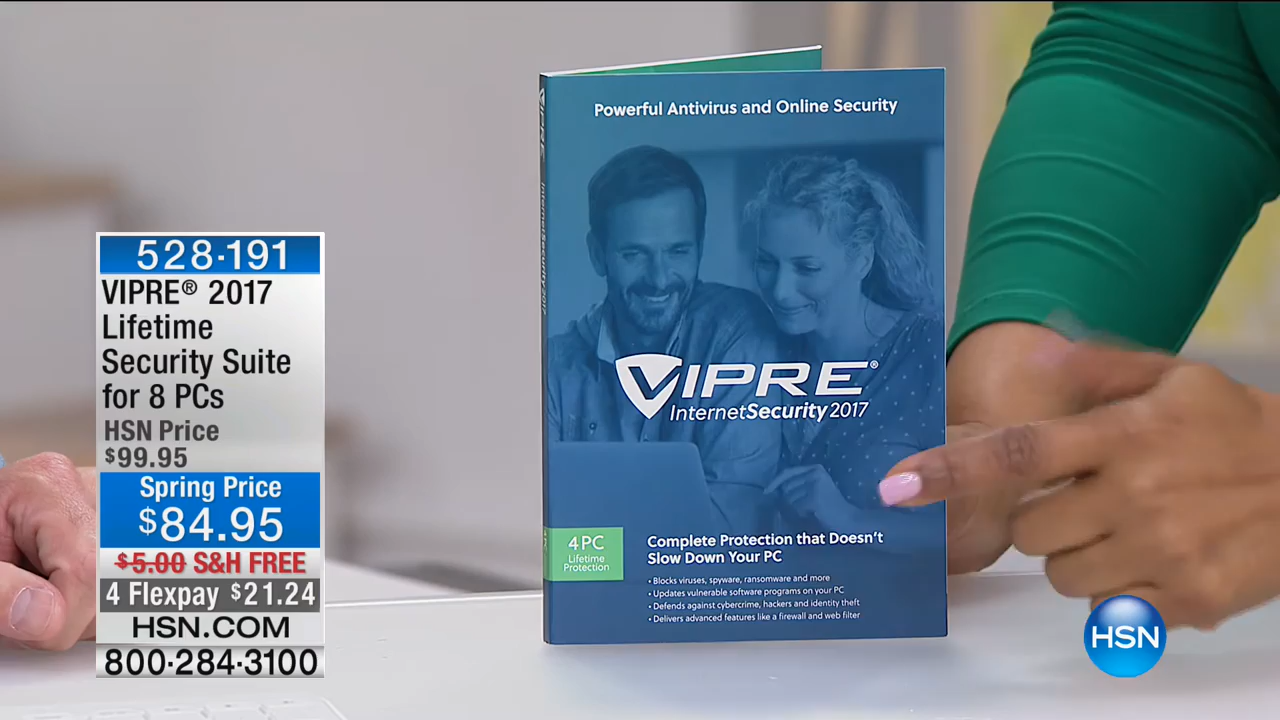 528·191
VIPRE® 2017
Lifetime
Security Suite
for 8 PCs
HSN Price
$99.95
Spring Price
$84.95
$5.00 S&H FREE
4 Flexpay $21.24
HSN.COM
800·284·3100
Powerful Antivirus and Online Security
VIPRE
InternetSecurity 2017
VIPRE®
InternetSecurity 2017
4 PC
Lifetime
Protection
Complete Protection that Doesn't
Slow Down Your PC
• Blocks viruses, spyware, ransomware and more
• Updates vulnerable software programs on your PC
• Defends against cybercrime, hackers and identity theft
• Delivers advanced features like a firewall and web filter
HSN